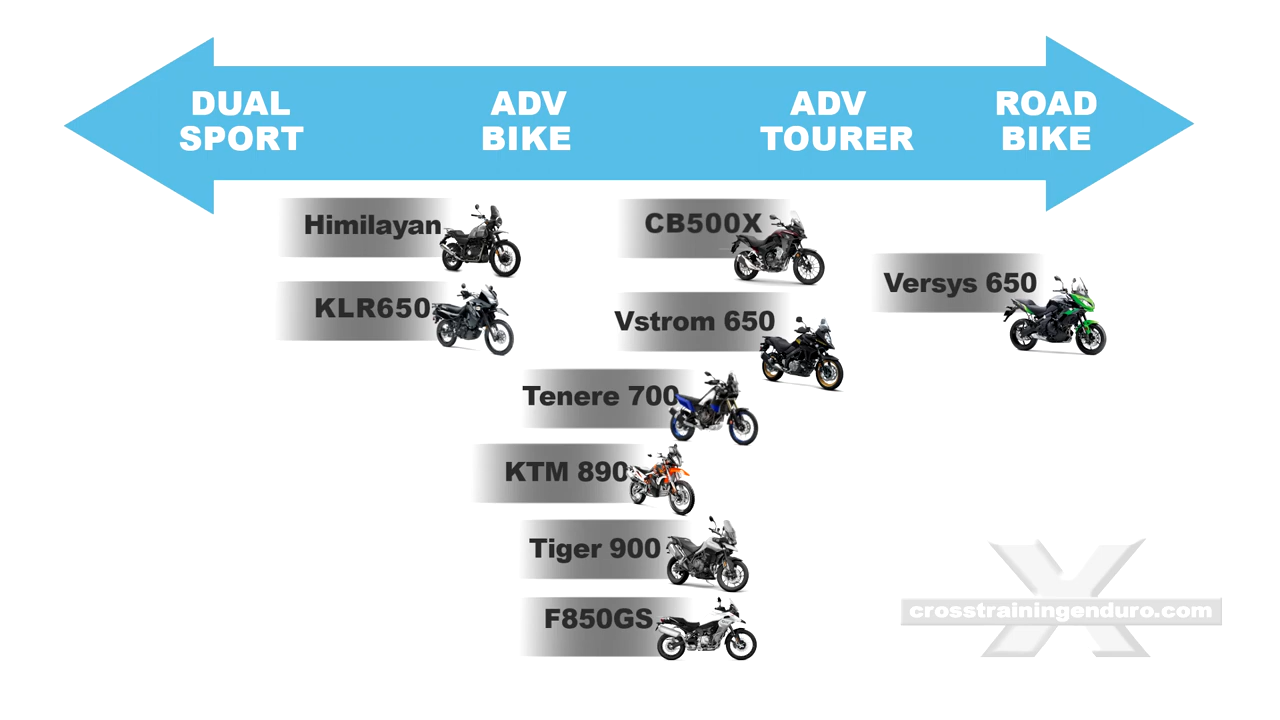 DUAL
SPORT
ADV
BIKE
ADV
TOURER
ROAD
BIKE
Himilayan
CB500X
Versys 650
KLR650
Vstrom 650
Tenere 700
KTM 890
Tiger 900
F850GS
X
crosstrainingenduro.com